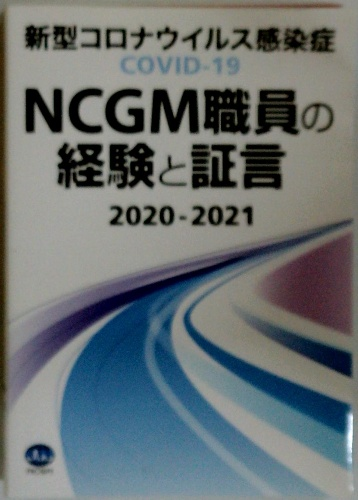 新型コロナウイルス感染症
COVID-19
NCGM職員の
経験と証言
2020-2021
NCGM